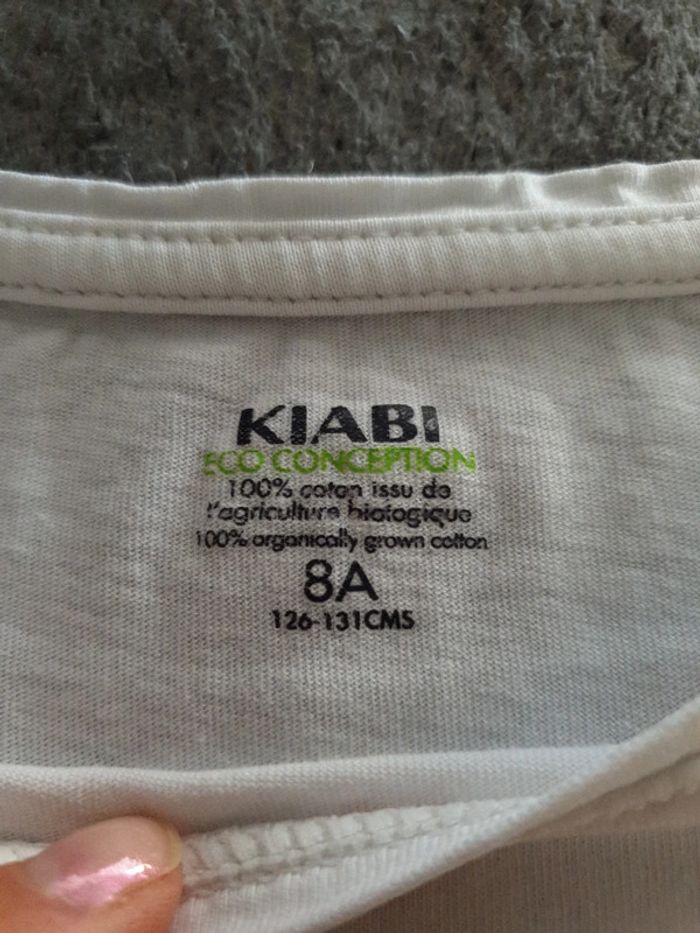 KIABI
ECO CONCEPTION
100% coton issu de
l'agriculture biologique
100% organically grown cotton
8A
126-131CMS